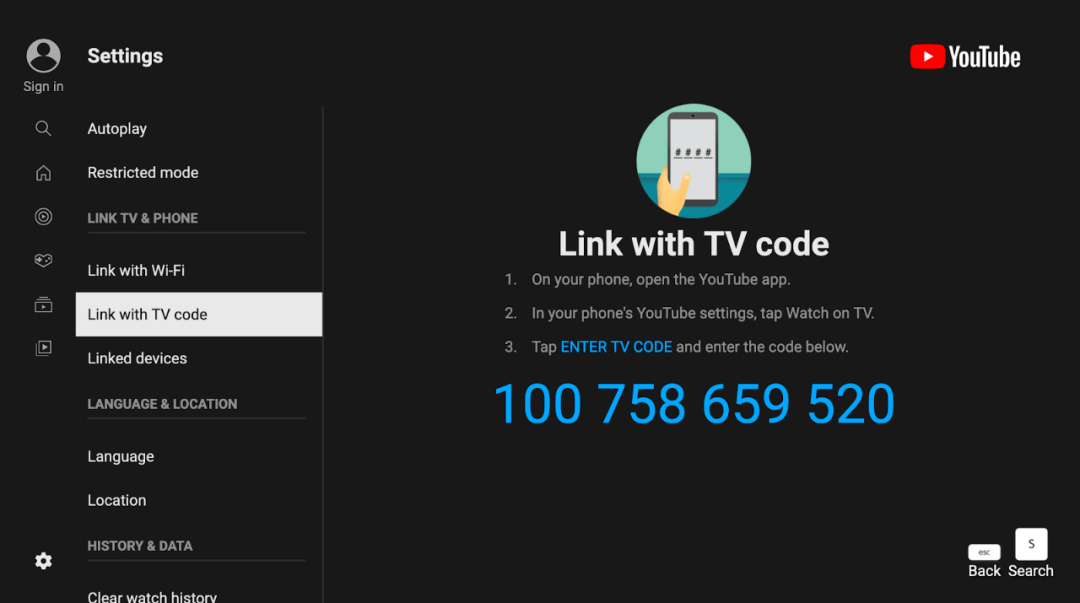 Settings
YouTube
Sign in
Autoplay
Restricted mode
LINK TV & PHONE
Link with Wi-Fi
Link with TV code
Linked devices
LANGUAGE & LOCATION
Language
Location
HISTORY & DATA
Clear watch history
# # # #
Link with TV code
1. On your phone, open the YouTube app.
2. In your phone's YouTube settings, tap Watch on TV.
3. Tap ENTER TV CODE and enter the code below.
100 758 659 520
esc
S
Back
Search